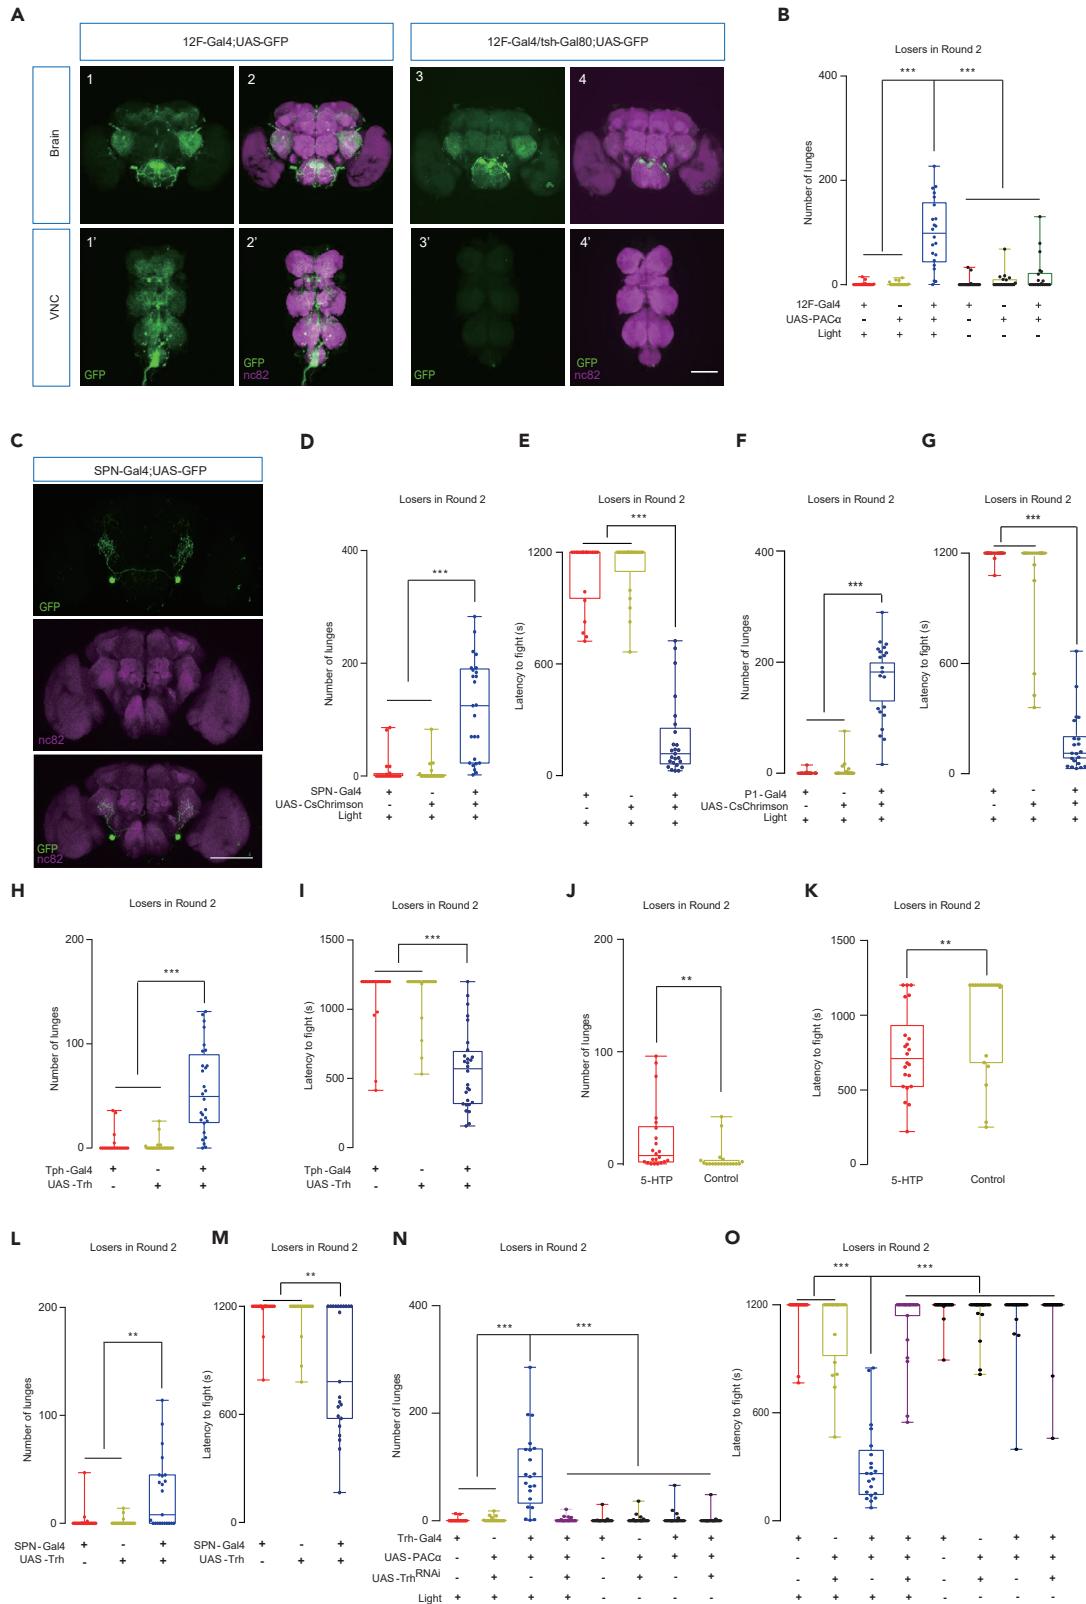 A
12F-Gal4;UAS-GFP
12F-Gal4/tsh-Gal80;UAS-GFP
Brain
VNC
1
2
3
4
1'
2'
3'
4'
GFP
GFP
nc82
GFP
GFP
nc82
B
Losers in Round 2
Number of lunges
400
200
0
*** ***
12F-Gal4 + - + + - +
UAS-PACα - + + - + +
Light + + + - - -
C
SPN-Gal4;UAS-GFP
GFP
nc82
GFP
nc82
D
Losers in Round 2
Number of lunges
400
200
0
***
SPN-Gal4 + - +
UAS-CsChrimson - + +
Light + + +
E
Losers in Round 2
Latency to fight (s)
1200
600
0
***
+ - +
- + +
+ + +
F
Losers in Round 2
Number of lunges
400
200
0
***
P1-Gal4 + - +
UAS-CsChrimson - + +
Light + + +
G
Losers in Round 2
Latency to fight (s)
1200
600
0
***
+ - +
- + +
+ + +
H
Losers in Round 2
Number of lunges
200
100
0
***
Tph-Gal4 + - +
UAS-Trh - + +
I
Losers in Round 2
Latency to fight (s)
1500
1000
500
0
***
Tph-Gal4 + - +
UAS-Trh - + +
J
Losers in Round 2
Number of lunges
200
100
0
**
5-HTP Control
K
Losers in Round 2
Latency to fight (s)
1500
1000
500
0
**
5-HTP Control
L
Losers in Round 2
Number of lunges
200
100
0
**
SPN-Gal4 + - +
UAS-Trh - + +
M
Losers in Round 2
Latency to fight (s)
1200
600
0
**
SPN-Gal4 + - +
UAS-Trh - + +
N
Losers in Round 2
Number of lunges
400
200
0
*** ***
Trh-Gal4 + - + + + - + +
UAS-PACα - + + + - + + +
UAS-TrhRNAi - + - + - + - +
Light + + + + - - - -
O
Losers in Round 2
Latency to fight (s)
1200
600
0
*** ***
+ - + + + - + +
- + + + - + + +
- + - + - + - +
+ + + + - - - -